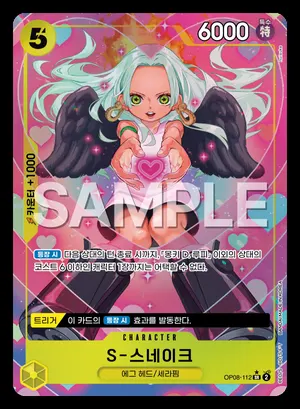 5
6000
특수
特
카운터 +1000
SAMPLE
등장 시 다음 상대의 턴 종료 시까지, 「몽키 D. 루피」 이외의 상대의
코스트 6 이하인 캐릭터 1장까지는 어택할 수 없다.
트리거 이 카드의 등장 시 효과를 발동한다.
CHARACTER
S-스네이크
에그 헤드/세라핌
OP08-112 SR 2